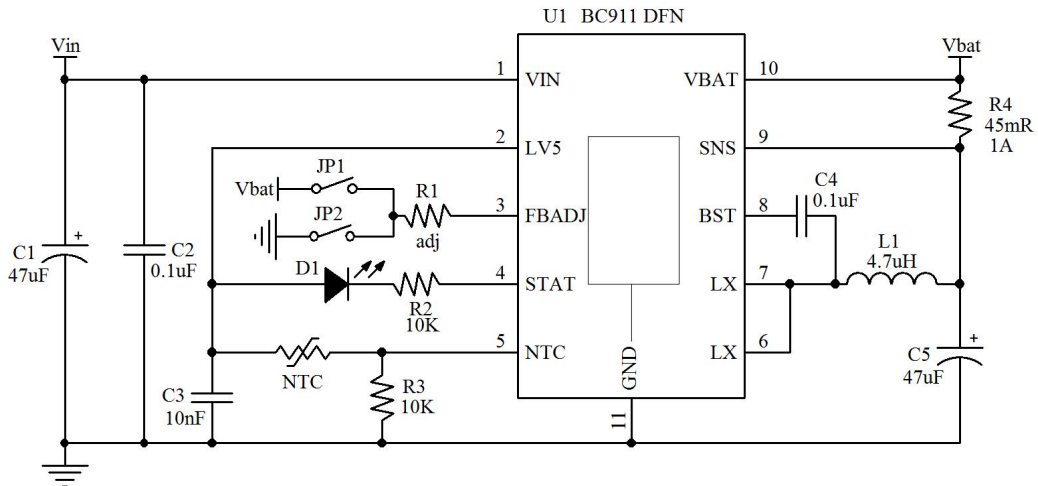 U1 BC911 DFN
Vin
Vbat
1
VIN
VBAT
10
R4
45mR
1A
2
LV5
SNS
9
JP1
Vbat
R1
C4
0.1uF
3
FBADJ
BST
8
JP2
adj
C1
+
47uF
C2
0.1uF
D1
4
STAT
LX
7
L1
4.7uH
R2
10K
5
NTC
LX
6
NTC
C5
+
47uF
C3
10nF
R3
10K
GND
11